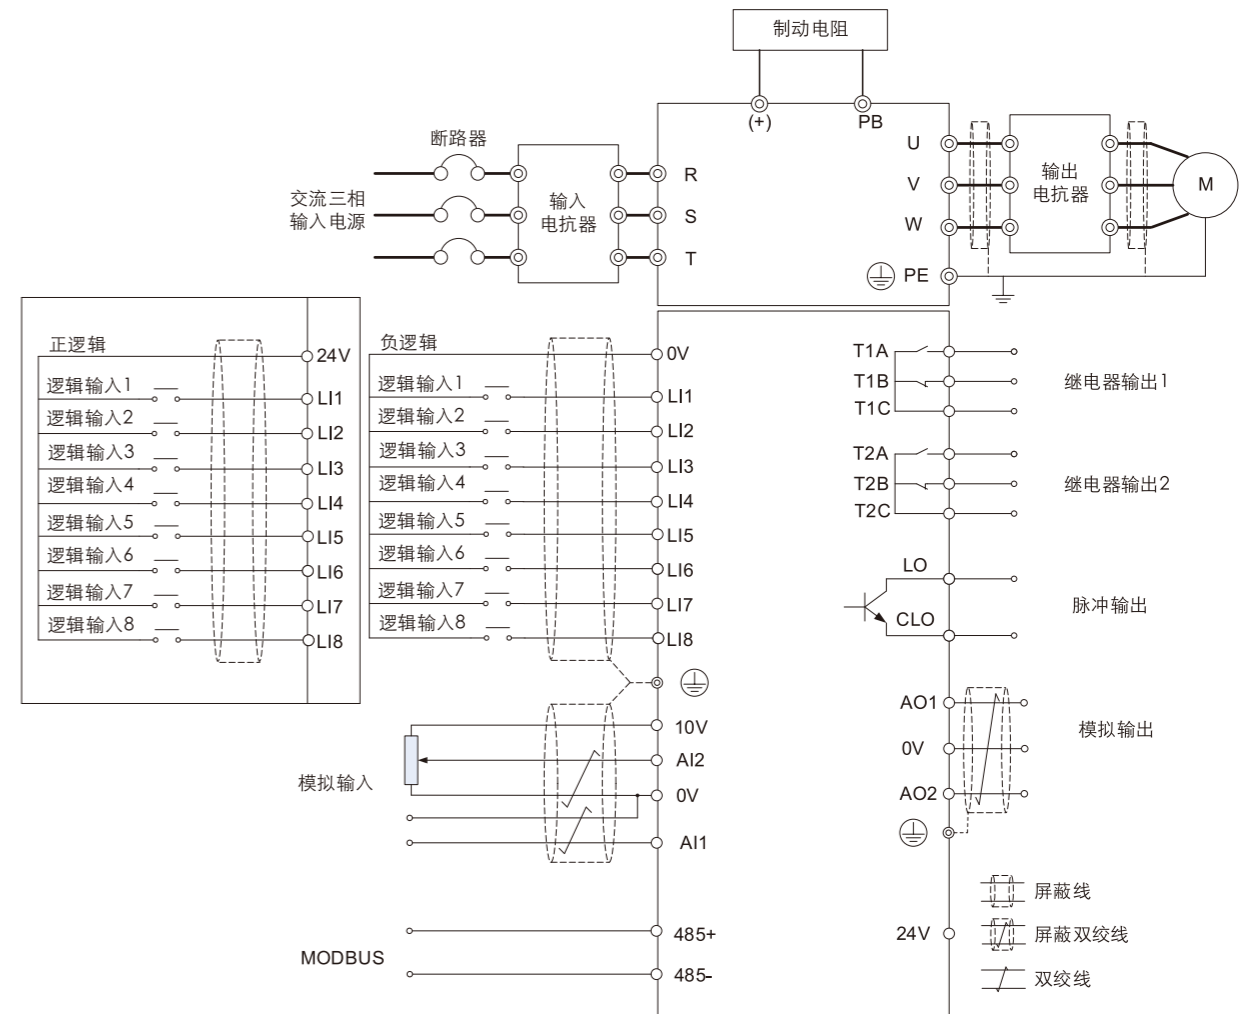 制动电阻
(+)
PB
断路器
交流三相
输入电源
输入
电抗器
R
S
T
U
V
W
PE
输出
电抗器
M
正逻辑
24V
逻辑输入1
LI1
逻辑输入2
LI2
逻辑输入3
LI3
逻辑输入4
LI4
逻辑输入5
LI5
逻辑输入6
LI6
逻辑输入7
LI7
逻辑输入8
LI8
负逻辑
0V
逻辑输入1
LI1
逻辑输入2
LI2
逻辑输入3
LI3
逻辑输入4
LI4
逻辑输入5
LI5
逻辑输入6
LI6
逻辑输入7
LI7
逻辑输入8
LI8
T1A
T1B
T1C
继电器输出1
T2A
T2B
T2C
继电器输出2
LO
CLO
脉冲输出
模拟输入
10V
AI2
0V
AI1
AO1
0V
AO2
模拟输出
MODBUS
485+
485-
24V
屏蔽线
屏蔽双绞线
双绞线